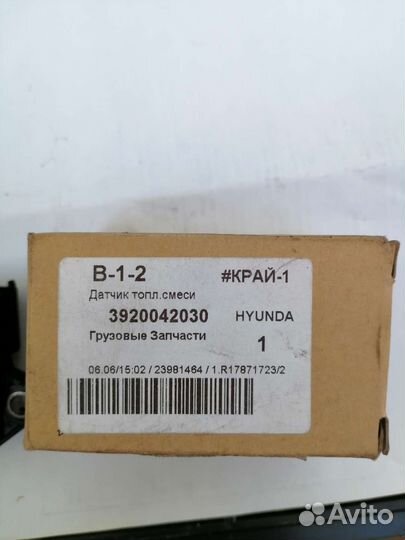 B-1-2 #КРАЙ-1
Датчик топл.смеси
3920042030 HYUNDA
Грузовые Запчасти 1
06.06/15:02 / 23981464 / 1.R17871723/2
2
Avito